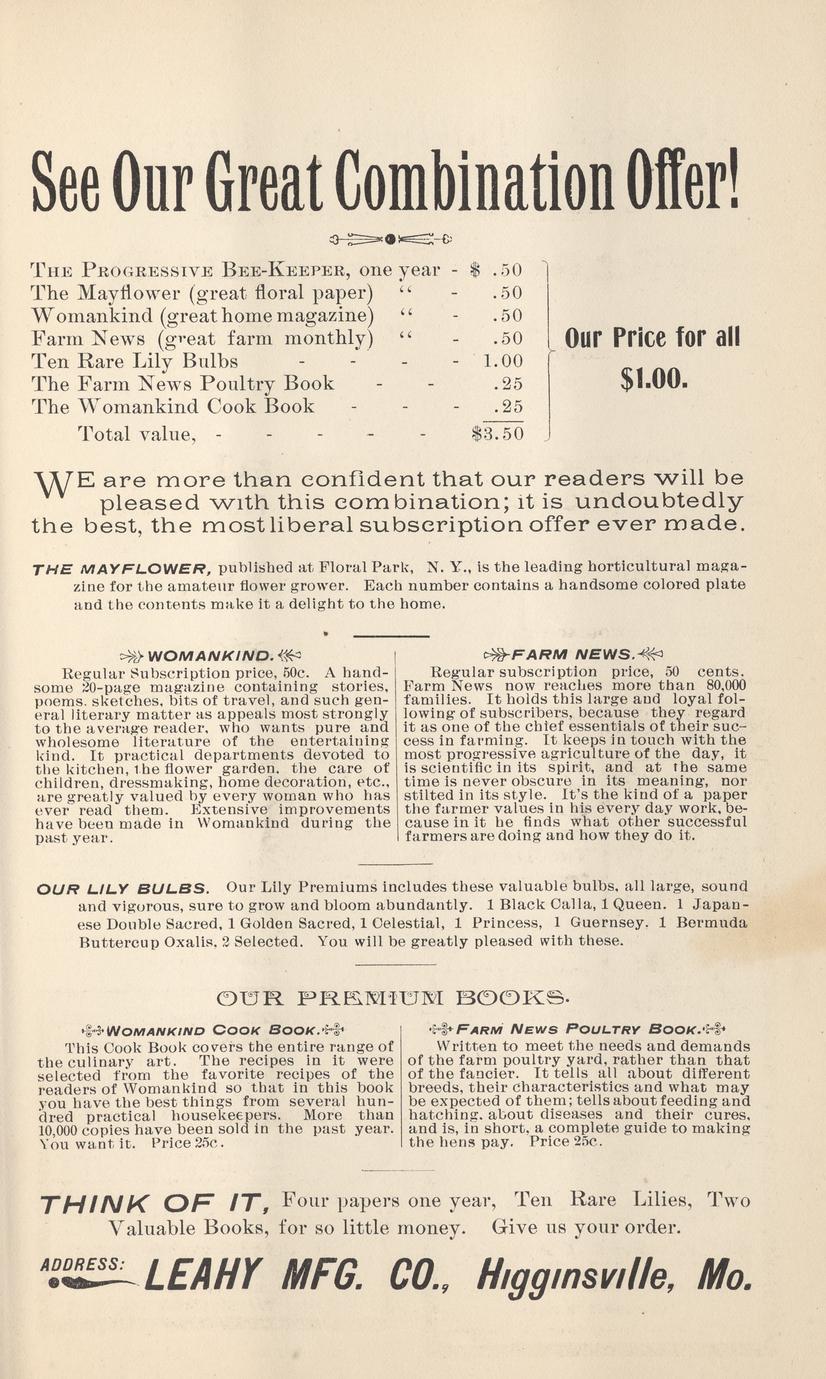 See Our Great Combination Offer!
THE PROGRESSIVE BEE-KEEPER, one year - $ .50
The Mayflower (great floral paper) “ - .50
Womankind (great home magazine) “ - .50
Farm News (great farm monthly) “ - .50
Ten Rare Lily Bulbs - - - - 1.00
The Farm News Poultry Book - - .25
The Womankind Cook Book - - - .25
Total value, - - - - - $3.50
Our Price for all
$1.00.
WE are more than confident that our readers will be
pleased with this combination; it is undoubtedly
the best, the most liberal subscription offer ever made.
THE MAYFLOWER, published at Floral Park, N. Y., is the leading horticultural maga-
zine for the amateur flower grower. Each number contains a handsome colored plate
and the contents make it a delight to the home.
WOMANKIND.
Regular Subscription price, 50c. A hand-
some 20-page magazine containing stories,
poems. sketches, bits of travel, and such gen-
eral literary matter as appeals most strongly
to the average reader, who wants pure and
wholesome literature of the entertaining
kind. It practical departments devoted to
the kitchen, the flower garden, the care of
children, dressmaking, home decoration, etc.,
are greatly valued by every woman who has
ever read them. Extensive improvements
have been made in Womankind during the
past year.
FARM NEWS.
Regular subscription price, 50 cents.
Farm News now reaches more than 80,000
families. It holds this large and loyal fol-
lowing of subscribers, because they regard
it as one of the chief essentials of their suc-
cess in farming. It keeps in touch with the
most progressive agriculture of the day, it
is scientific in its spirit, and at the same
time is never obscure in its meaning, nor
stilted in its style. It's the kind of a paper
the farmer values in his every day work, be-
cause in it he finds what other successful
farmers are doing and how they do it.
OUR LILY BULBS. Our Lily Premiums includes these valuable bulbs, all large, sound
and vigorous, sure to grow and bloom abundantly. 1 Black Calla, 1 Queen. 1 Japan-
ese Double Sacred, 1 Golden Sacred, 1 Celestial, 1 Princess, 1 Guernsey. 1 Bermuda
Buttercup Oxalis, 2 Selected. You will be greatly pleased with these.
OUR PREMIUM BOOKS.
WOMANKIND COOK BOOK.
This Cook Book covers the entire range of
the culinary art. The recipes in it were
selected from the favorite recipes of the
readers of Womankind so that in this book
you have the best things from several hun-
dred practical housekeepers. More than
10,000 copies have been sold in the past year.
You want it. Price 25c.
FARM NEWS POULTRY BOOK.
Written to meet the needs and demands
of the farm poultry yard, rather than that
of the fancier. It tells all about different
breeds, their characteristics and what may
be expected of them; tells about feeding and
hatching, about diseases and their cures,
and is, in short, a complete guide to making
the hens pay. Price 25c.
THINK OF IT, Four papers one year, Ten Rare Lilies, Two
Valuable Books, for so little money. Give us your order.
ADDRESS: LEAHY MFG. CO., Higginsville, Mo.